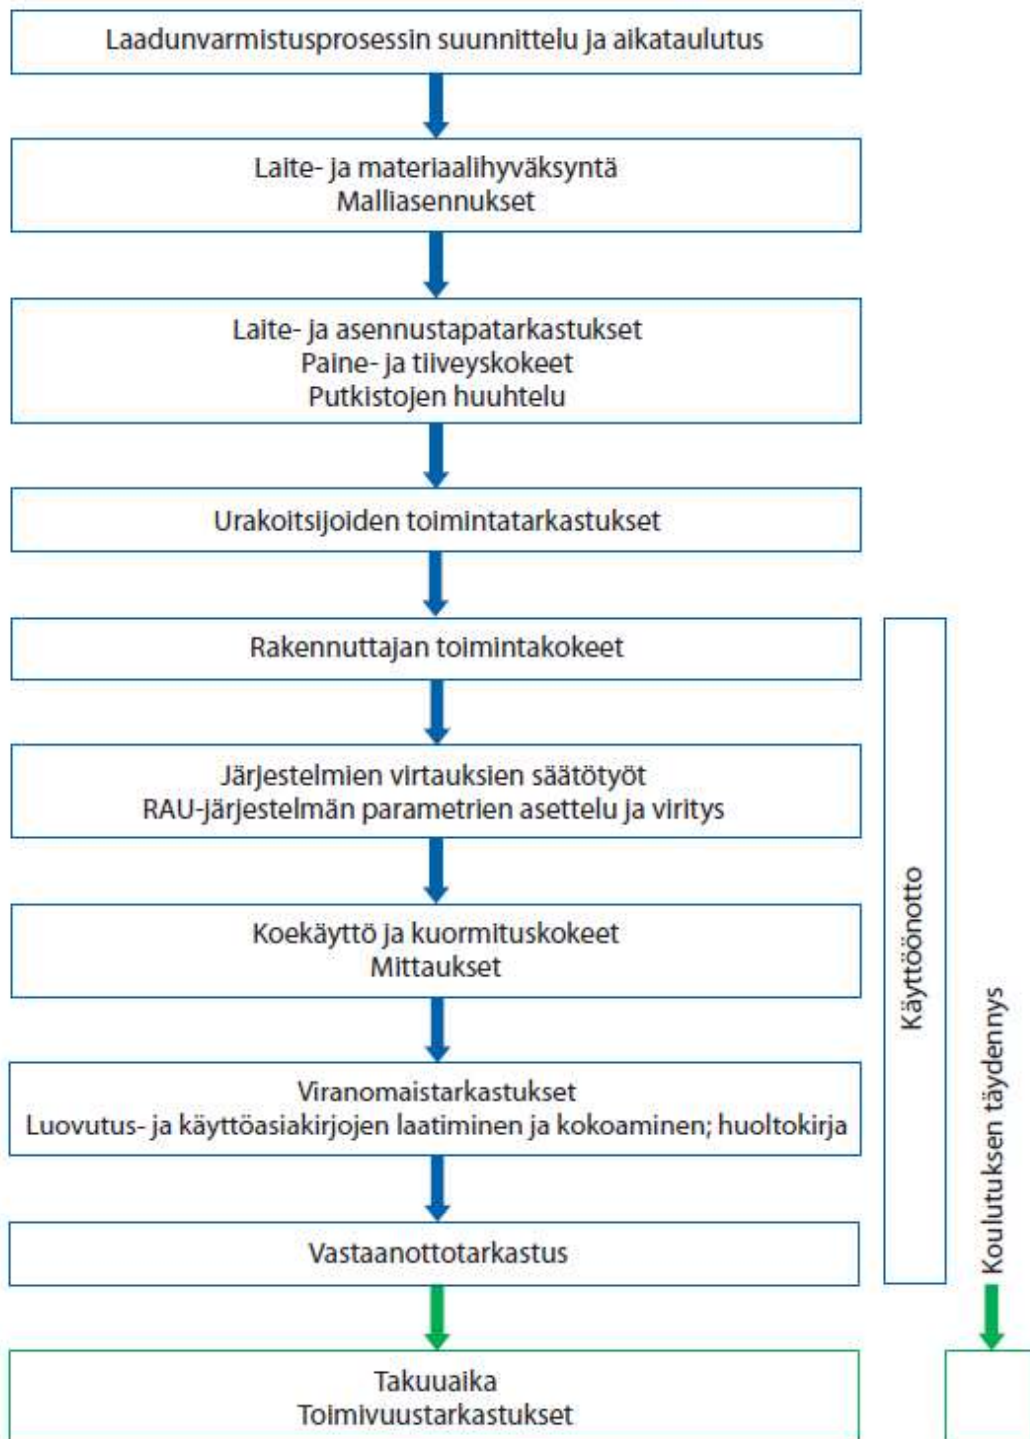 Laadunvarmistusprosessin suunnittelu ja aikataulutus
Laite- ja materiaalihyväksyntä
Malliasennukset
Laite- ja asennustapatarkastukset
Paine- ja tiiveyskokeet
Putkistojen huuhtelu
Urakoitsijoiden toimintatarkastukset
Rakennuttajan toimintakokeet
Järjestelmien virtauksien säätötyöt
RAU-järjestelmän parametrien asettelu ja viritys
Koekäyttö ja kuormituskokeet
Mittaukset
Viranomaistarkastukset
Luovutus- ja käyttöasiakirjojen laatiminen ja kokoaminen; huoltokirja
Vastaanottotarkastus
Käyttöönotto
Koulutuksen täydennys
Takuuaika
Toimivuustarkastukset